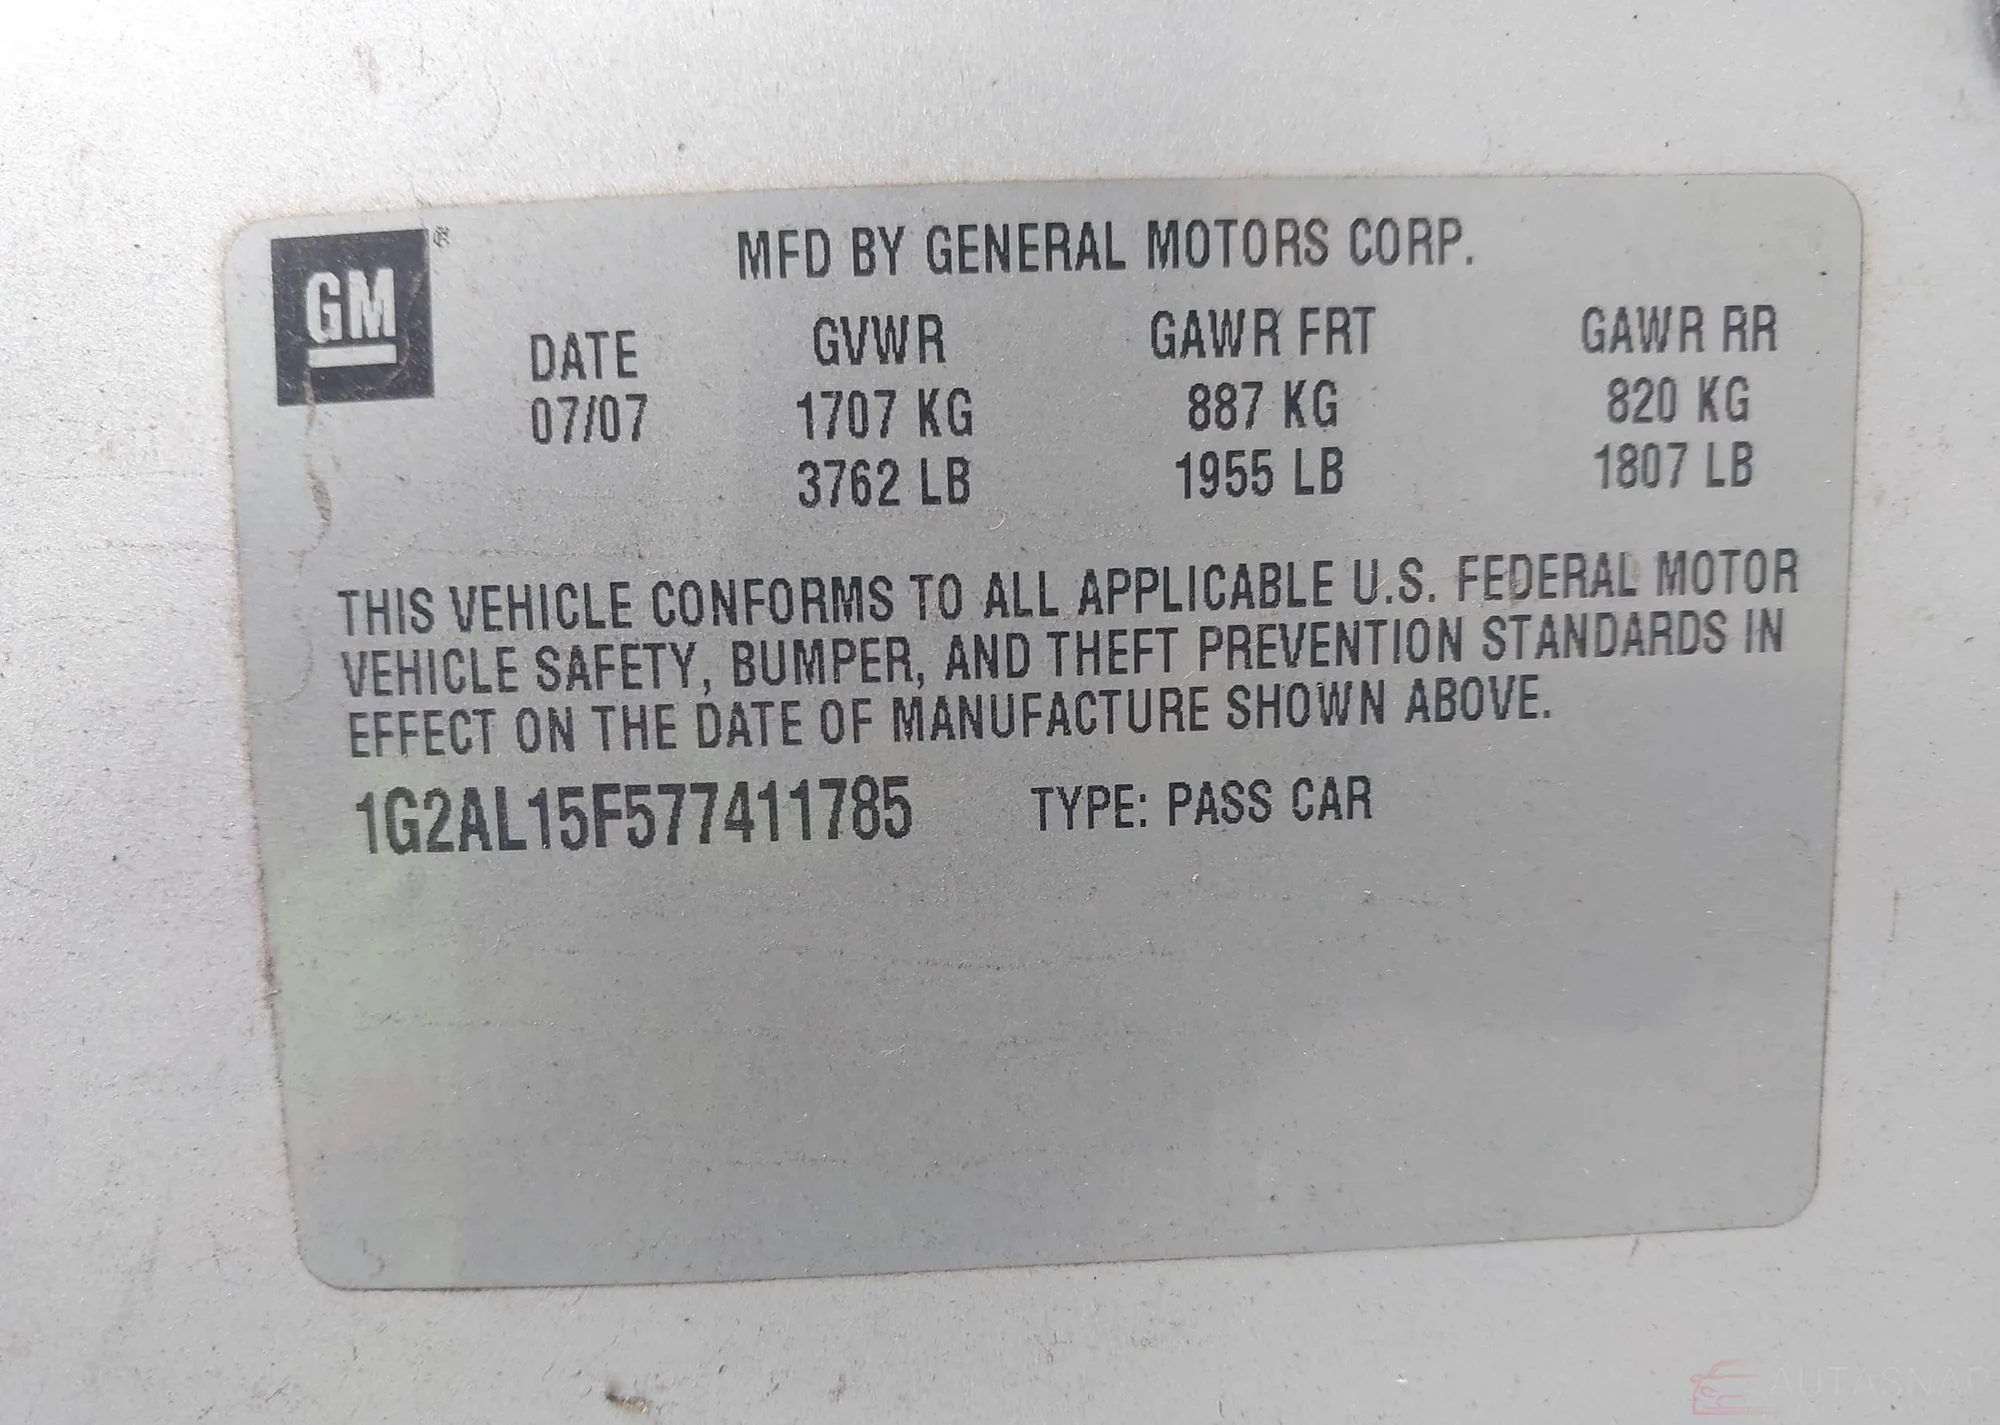 GM ®
MFD BY GENERAL MOTORS CORP.
DATE GVWR GAWR FRT GAWR RR
07/07 1707 KG 887 KG 820 KG
3762 LB 1955 LB 1807 LB
THIS VEHICLE CONFORMS TO ALL APPLICABLE U.S. FEDERAL MOTOR
VEHICLE SAFETY, BUMPER, AND THEFT PREVENTION STANDARDS IN
EFFECT ON THE DATE OF MANUFACTURE SHOWN ABOVE.
1G2AL15F577411785 TYPE: PASS CAR
AUTASNAP